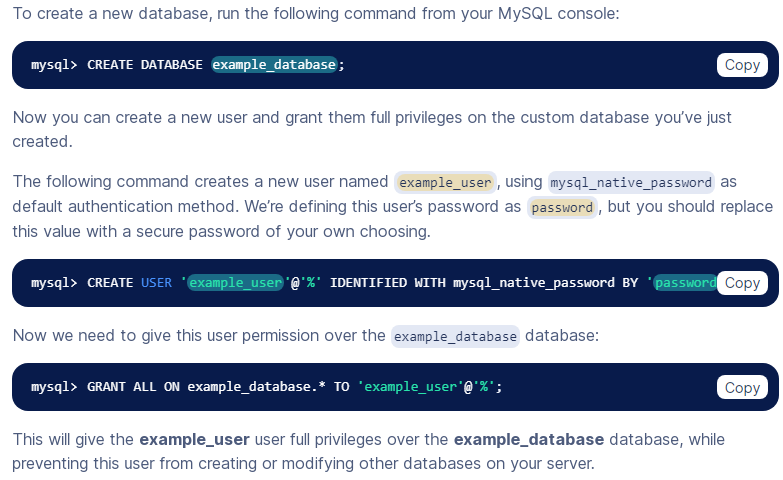 To create a new database, run the following command from your MySQL console:
mysql> CREATE DATABASE example_database;
Copy
Now you can create a new user and grant them full privileges on the custom database you’ve just
created.
The following command creates a new user named example_user, using mysql_native_password as
default authentication method. We’re defining this user’s password as password, but you should replace
this value with a secure password of your own choosing.
mysql> CREATE USER 'example_user'@'%' IDENTIFIED WITH mysql_native_password BY 'password
Copy
Now we need to give this user permission over the example_database database:
mysql> GRANT ALL ON example_database.* TO 'example_user'@'%';
Copy
This will give the example_user user full privileges over the example_database database, while
preventing this user from creating or modifying other databases on your server.